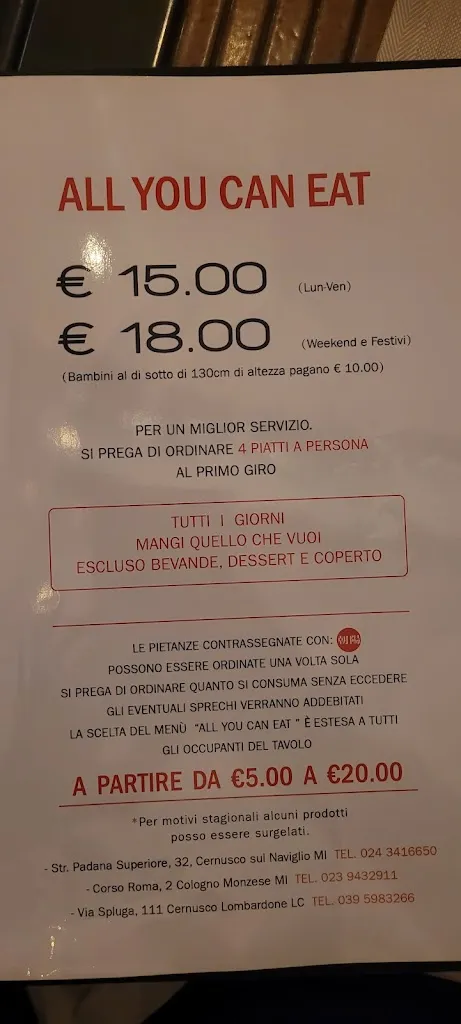 ALL YOU CAN EAT
€ 15.00 (Lun-Ven)
€ 18.00 (Weekend e Festivi)
(Bambini al di sotto di 130cm di altezza pagano € 10.00)
PER UN MIGLIOR SERVIZIO.
SI PREGA DI ORDINARE 4 PIATTI A PERSONA
AL PRIMO GIRO
TUTTI I GIORNI
MANGI QUELLO CHE VUOI
ESCLUSO BEVANDE, DESSERT E COPERTO
LE PIETANZE CONTRASSEGNATE CON:
POSSONO ESSERE ORDINATE UNA VOLTA SOLA
SI PREGA DI ORDINARE QUANTO SI CONSUMA SENZA ECCEDERE
GLI EVENTUALI SPRECHI VERRANNO ADDEBITATI
LA SCELTA DEL MENÙ "ALL YOU CAN EAT " È ESTESA A TUTTI
GLI OCCUPANTI DEL TAVOLO
A PARTIRE DA €5.00 A €20.00
*Per motivi stagionali alcuni prodotti
posso essere surgelati.
- Str. Padana Superiore, 32, Cernusco sul Naviglio MI TEL. 024 3416650
- Corso Roma, 2 Cologno Monzese MI TEL. 023 9432911
- Via Spluga, 111 Cernusco Lombardone LC TEL. 039 5983266